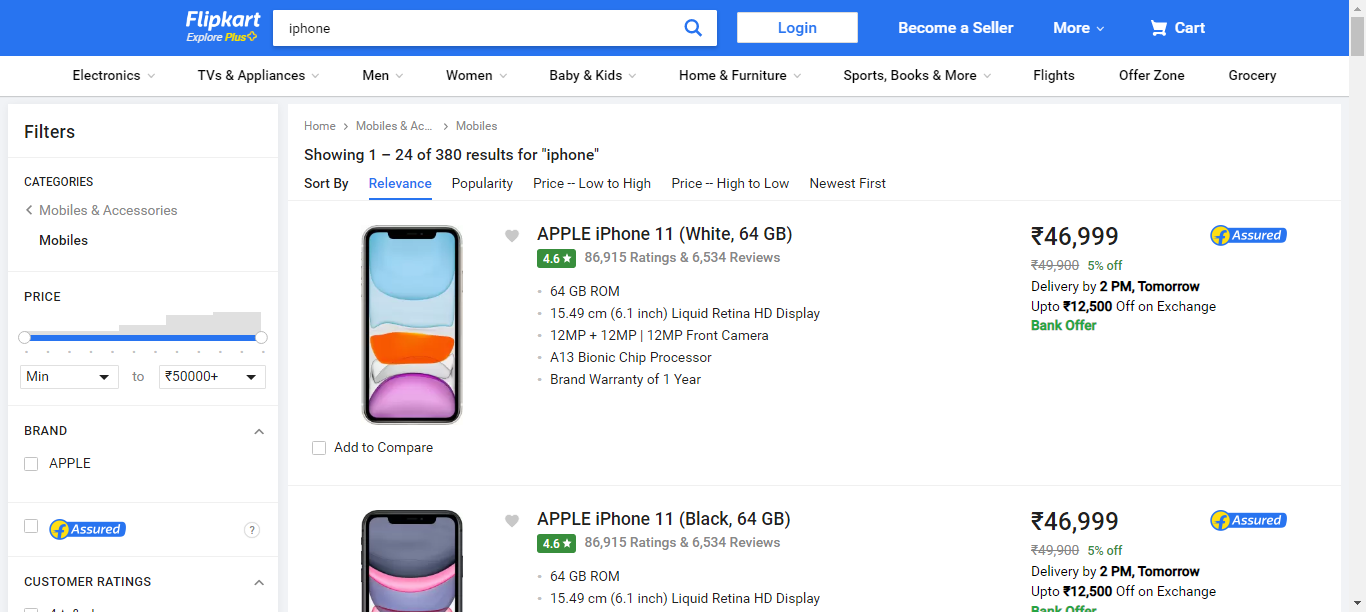 Flipkart
Explore Plus
iphone
Login
Become a Seller
More
Cart
Electronics
TVs & Appliances
Men
Women
Baby & Kids
Home & Furniture
Sports, Books & More
Flights
Offer Zone
Grocery
Filters
CATEGORIES
Mobiles & Accessories
Mobiles
PRICE
Min
to
₹50000+
BRAND
APPLE
Assured
?
CUSTOMER RATINGS
Home
Mobiles & Ac...
Mobiles
Showing 1 – 24 of 380 results for "iphone"
Sort By
Relevance
Popularity
Price -- Low to High
Price -- High to Low
Newest First
APPLE iPhone 11 (White, 64 GB)
4.6 ★ 86,915 Ratings & 6,534 Reviews
64 GB ROM
15.49 cm (6.1 inch) Liquid Retina HD Display
12MP + 12MP | 12MP Front Camera
A13 Bionic Chip Processor
Brand Warranty of 1 Year
Add to Compare
₹46,999
Assured
₹49,900 5% off
Delivery by 2 PM, Tomorrow
Upto ₹12,500 Off on Exchange
Bank Offer
APPLE iPhone 11 (Black, 64 GB)
4.6 ★ 86,915 Ratings & 6,534 Reviews
64 GB ROM
15.49 cm (6.1 inch) Liquid Retina HD Display
₹46,999
Assured
₹49,900 5% off
Delivery by 2 PM, Tomorrow
Upto ₹12,500 Off on Exchange
Bank Offer